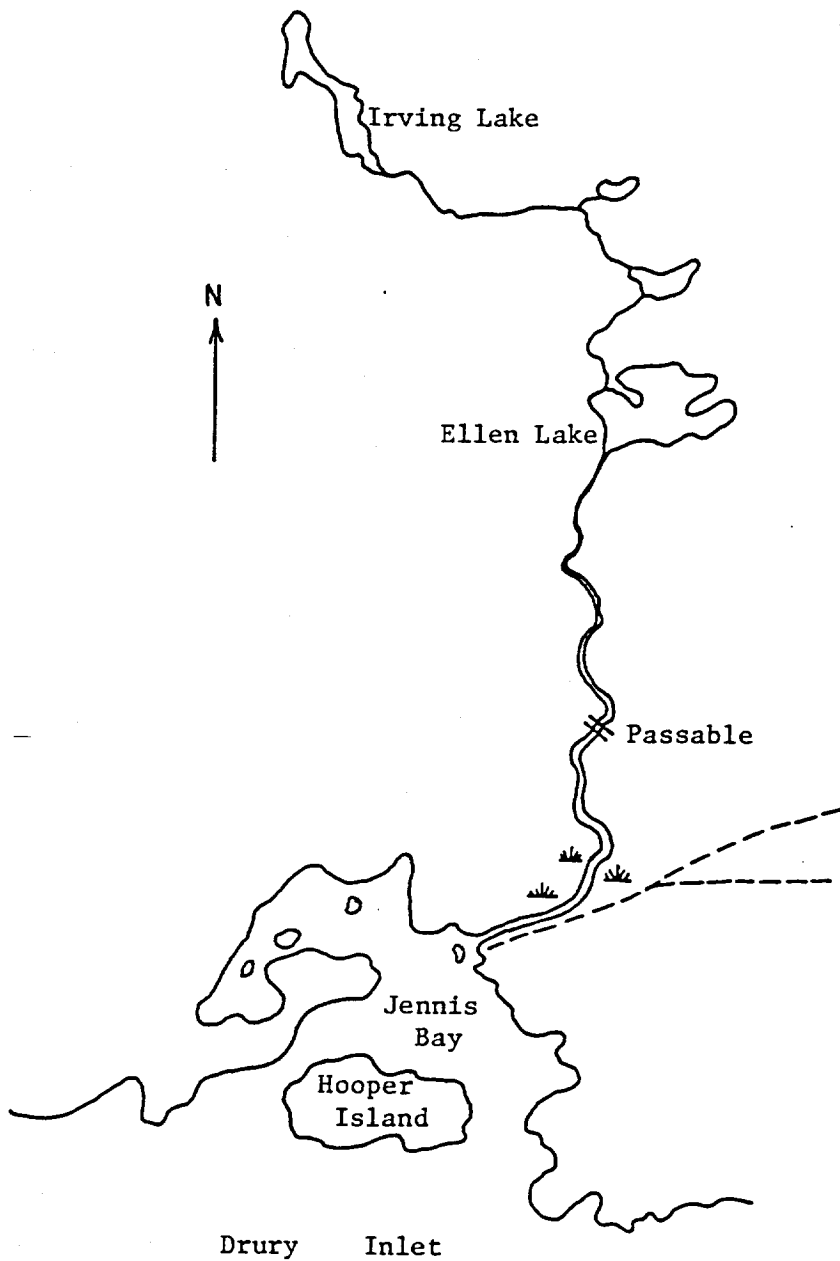 Irving Lake
N
Ellen Lake
Passable
Jennis
Bay
Hooper
Island
Drury Inlet